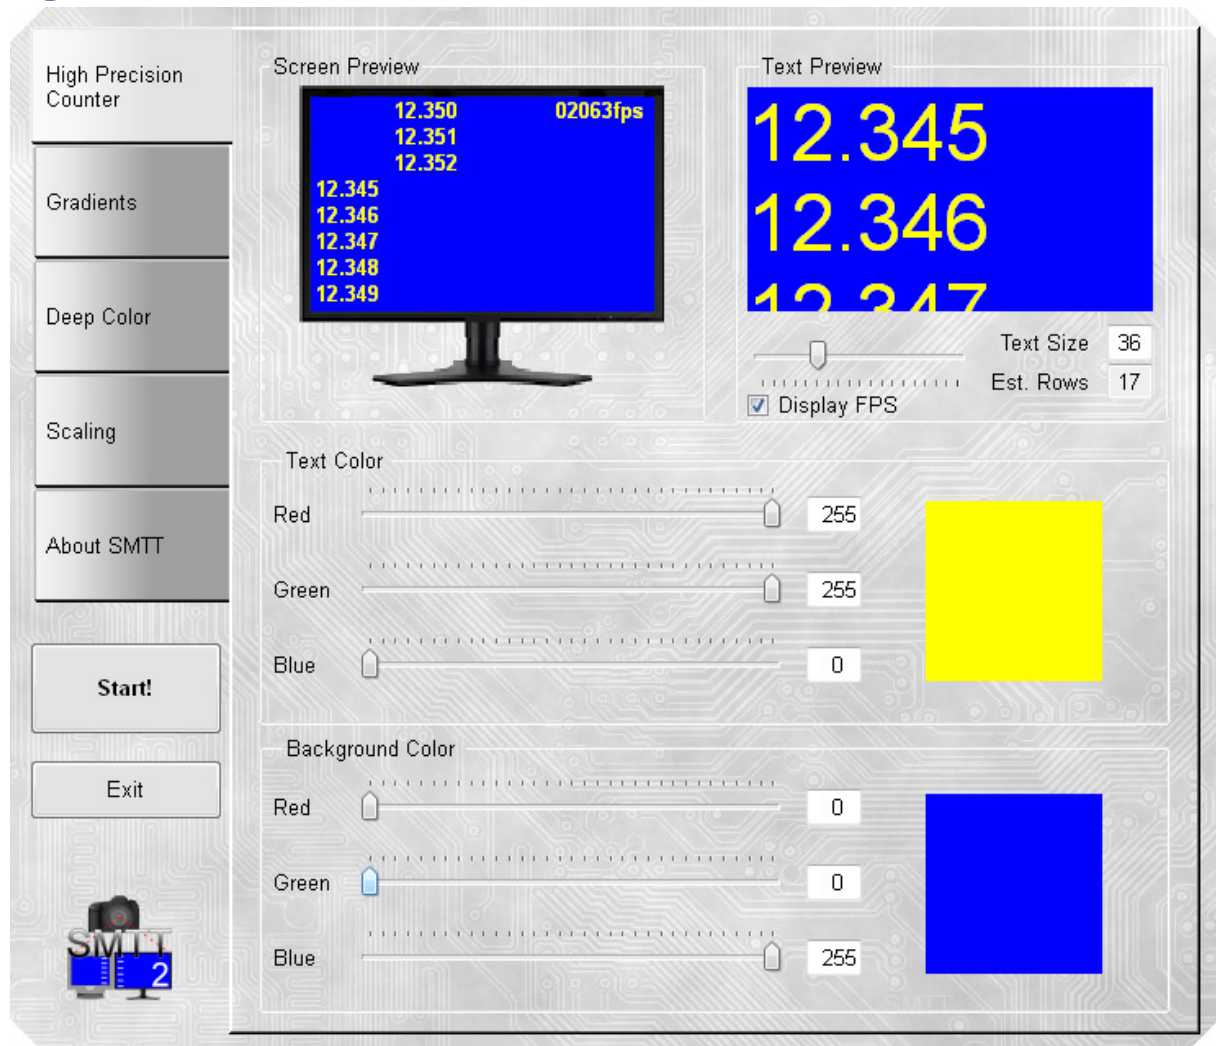 High Precision
Counter
Gradients
Deep Color
Scaling
About SMTT
Start!
Exit
SMTT
2
Screen Preview
12.350 02063fps
12.351
12.352
12.345
12.346
12.347
12.348
12.349
Text Preview
12.345
12.346
12.347
Text Size 36
Est. Rows 17
Display FPS
Text Color
Red 255
Green 255
Blue 0
Background Color
Red 0
Green 0
Blue 255
SMTT